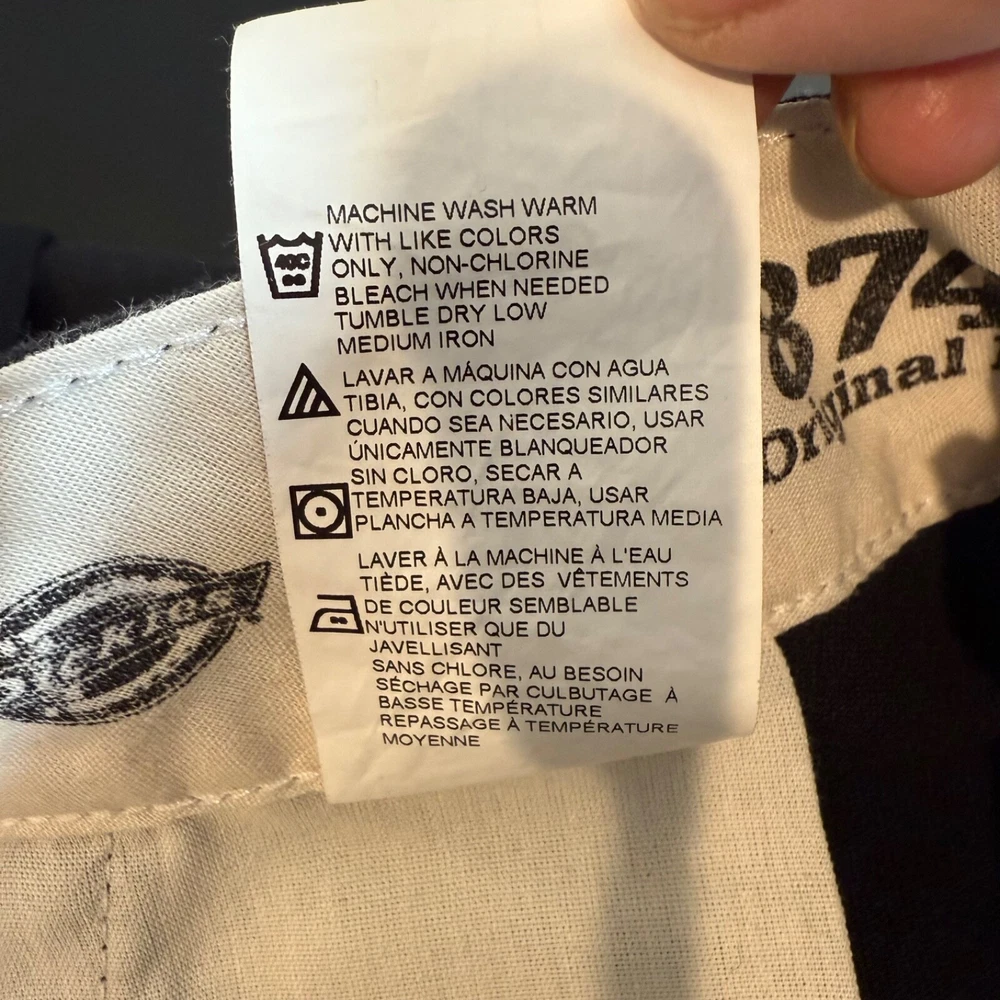 MACHINE WASH WARM
WITH LIKE COLORS
ONLY, NON-CHLORINE
BLEACH WHEN NEEDED
TUMBLE DRY LOW
MEDIUM IRON
40C
LAVAR A MÁQUINA CON AGUA
TIBIA, CON COLORES SIMILARES
CUANDO SEA NECESARIO, USAR
ÚNICAMENTE BLANQUEADOR
SIN CLORO, SECAR A
TEMPERATURA BAJA, USAR
PLANCHA A TEMPERATURA MEDIA
LAVER À LA MACHINE À L'EAU
TIÈDE, AVEC DES VÊTEMENTS
DE COULEUR SEMBLABLE
N'UTILISER QUE DU
JAVELLISANT
SANS CHLORE, AU BESOIN
SÉCHAGE PAR CULBUTAGE À
BASSE TEMPÉRATURE
REPASSAGE À TEMPÉRATURE
MOYENNE
874
Original